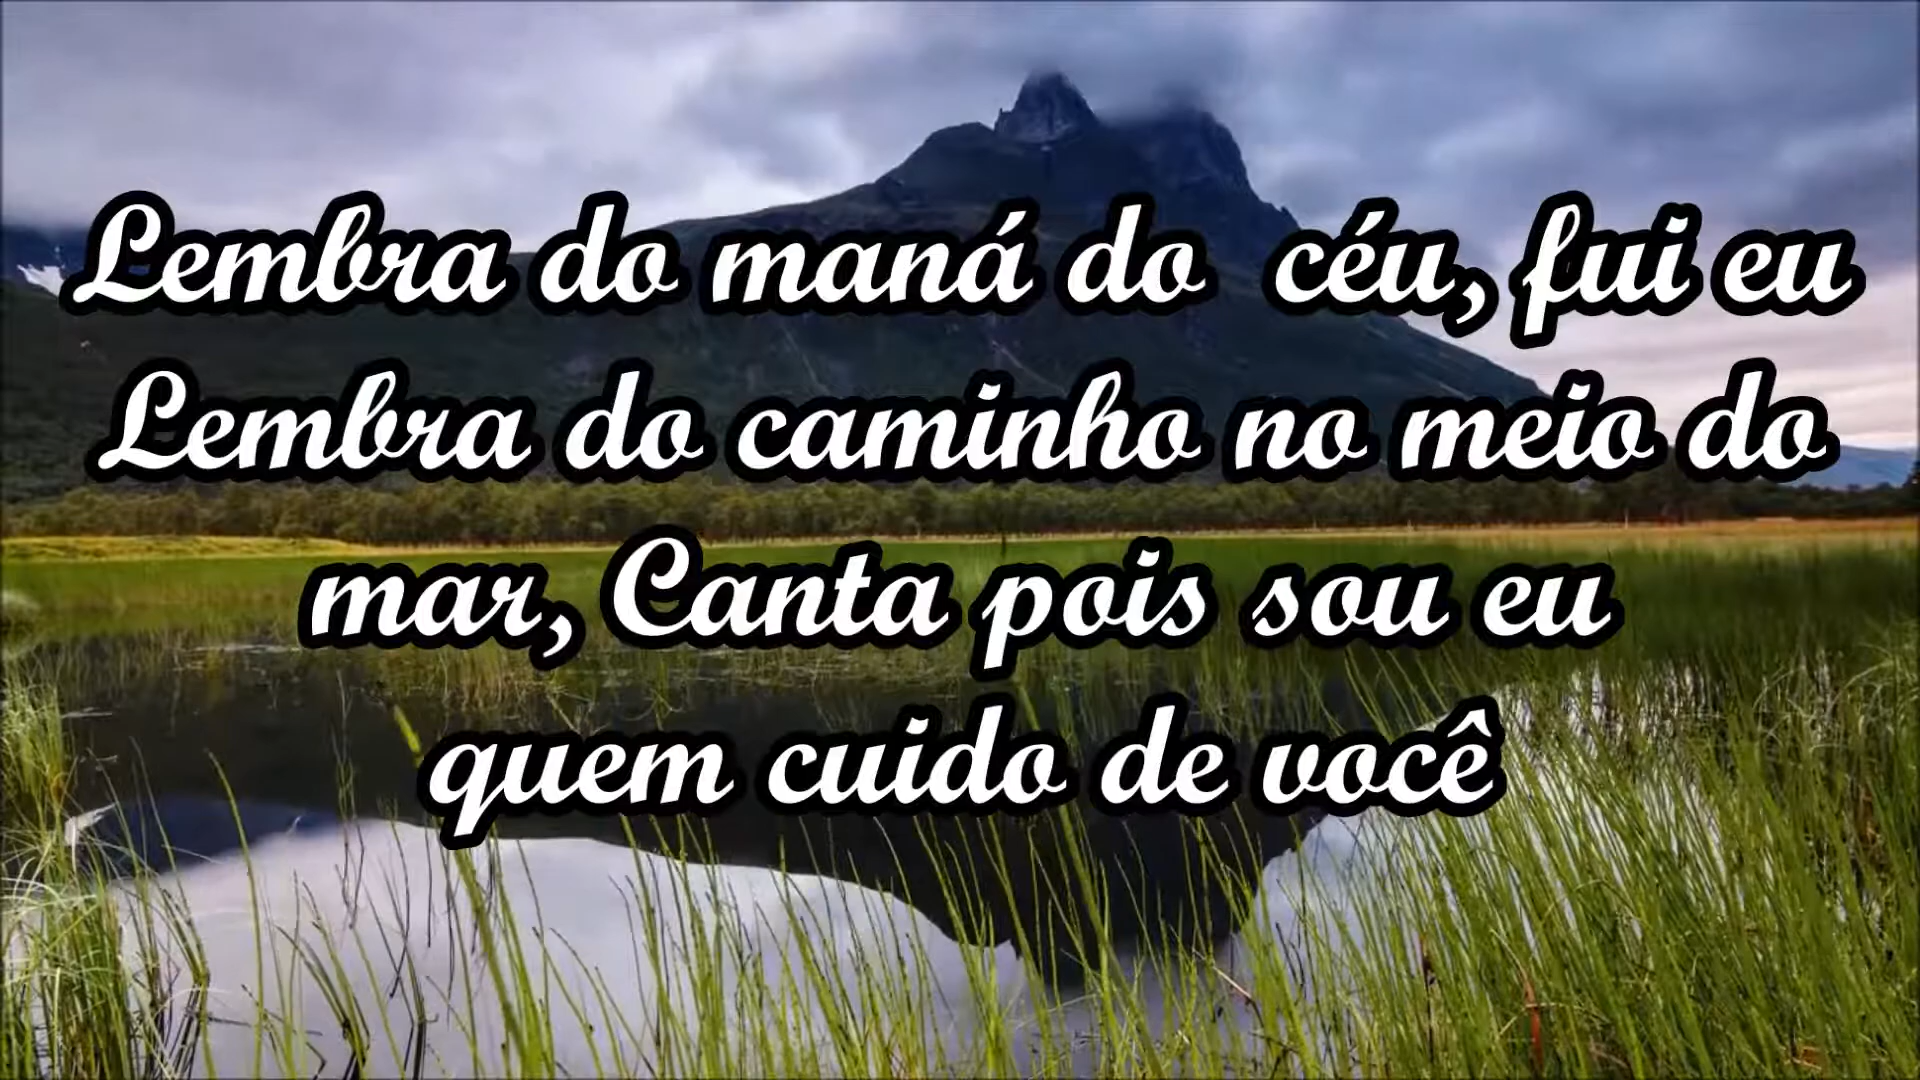 Lembra do maná do céu, fui eu
Lembra do caminho no meio do
mar, Canta pois sou eu
quem cuido de você